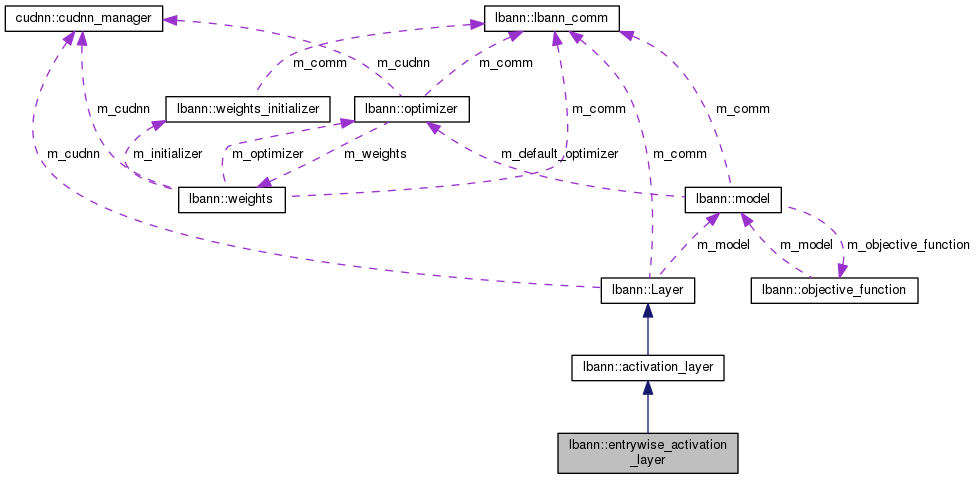 cudnn::cudnn_manager
lbann::lbann_comm
m_comm
m_cudnn
m_comm
lbann::weights_initializer
lbann::optimizer
m_cudnn
m_comm
m_comm
m_cudnn
m_initializer
m_optimizer
m_weights
m_default_optimizer
m_comm
lbann::weights
lbann::model
m_model
m_model
m_objective_function
lbann::Layer
lbann::objective_function
lbann::activation_layer
lbann::entrywise_activation
_layer